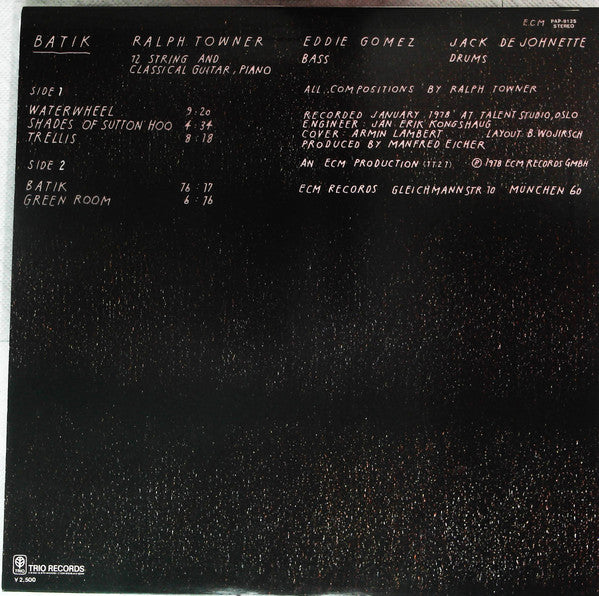 ECM PAP-9125
STEREO
BATIK RALPH TOWNER EDDIE GOMEZ JACK DE JOHNETTE
12 STRING AND BASS DRUMS
CLASSICAL GUITAR, PIANO
SIDE 1
WATERWHEEL 9:20
SHADES OF SUTTON HOO 4:34
TRELLIS 8:18
SIDE 2
BATIK 16:17
GREEN ROOM 6:16
ALL COMPOSITIONS BY RALPH TOWNER
RECORDED JANUARY 1978 AT TALENT STUDIO, OSLO
ENGINEER: JAN ERIK KONGSHAUG
COVER: ARMIN LAMBERT LAYOUT B. WOJIRSCH
PRODUCED BY MANFRED EICHER
AN ECM PRODUCTION (1121) ℗ 1978 ECM RECORDS GMBH
ECM RECORDS GLEICHMANNSTR 10 MÜNCHEN 60
TRIO
TRIO RECORDS
¥2,500